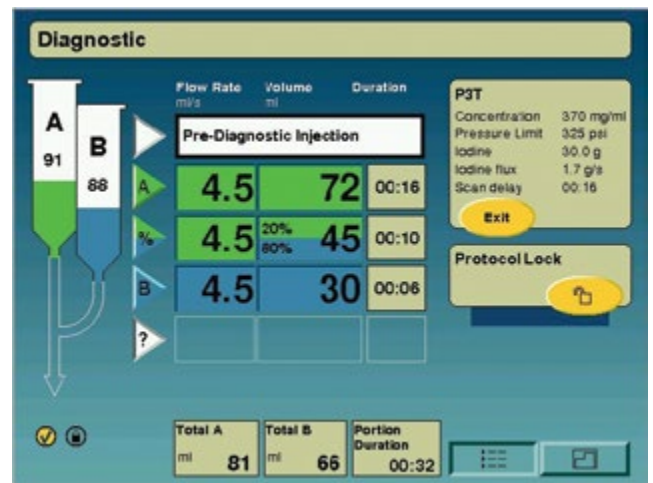 Diagnostic
Flow Rate Volume Duration
ml/s ml
A
91
B
88
Pre-Diagnostic Injection
A 4.5 72 00:16
% 4.5 20% 80% 45 00:10
B 4.5 30 00:06
?
P3T
Concentration 370 mg/ml
Pressure Limit 325 psi
Iodine 30.0 g
Iodine flux 1.7 g/s
Scan delay 00:16
Exit
Protocol Lock
Total A
ml 81
Total B
ml 66
Portion
Duration
00:32